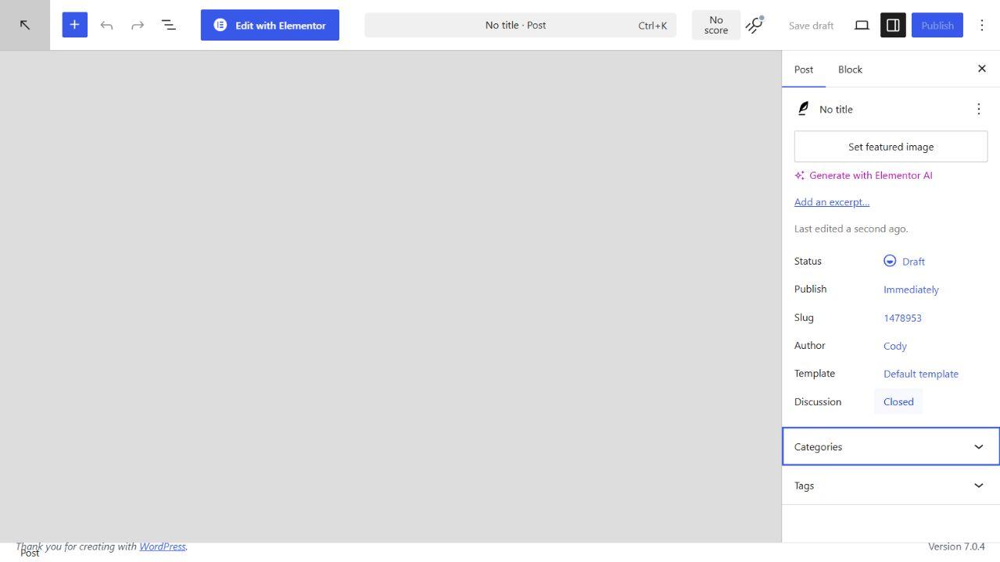 Edit with Elementor
No title · Post
Ctrl+K
No
score
Save draft
Publish
Post
Block
No title
Set featured image
Generate with Elementor AI
Add an excerpt…
Last edited a second ago.
Status
Draft
Publish
Immediately
Slug
1478953
Author
Cody
Template
Default template
Discussion
Closed
Categories
Tags
Thank you for creating with WordPress.
Version 7.0.4
Post